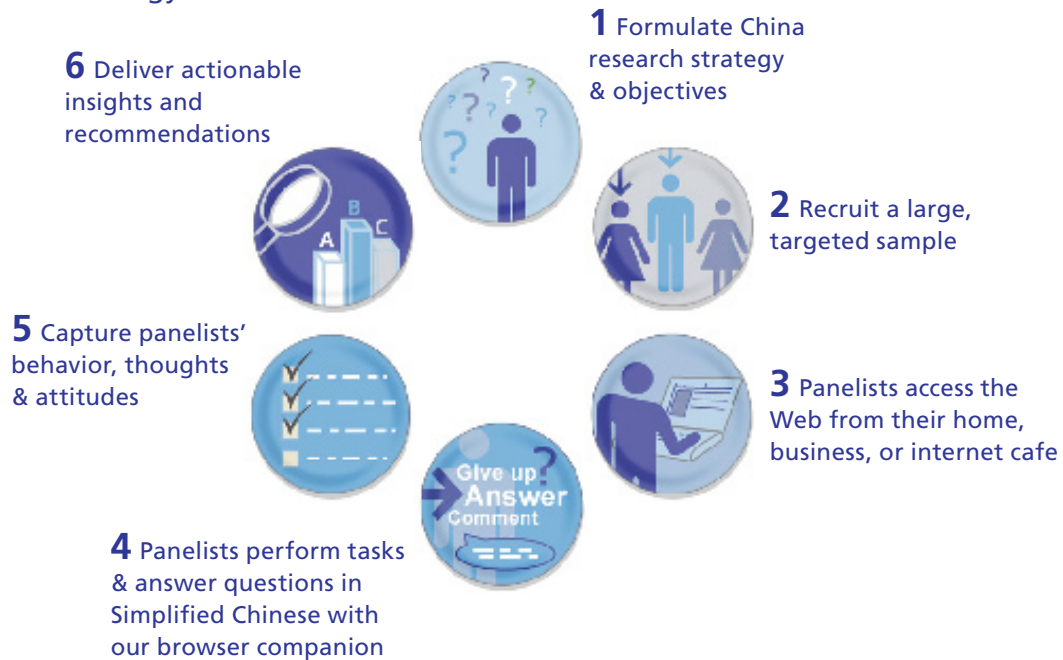 1 Formulate China
research strategy
& objectives
2 Recruit a large,
targeted sample
3 Panelists access the
Web from their home,
business, or internet cafe
4 Panelists perform tasks
& answer questions in
Simplified Chinese with
our browser companion
5 Capture panelists’
behavior, thoughts
& attitudes
6 Deliver actionable
insights and
recommendations
? ? ? ? ? ? ? ?
A B C
Give up ?
Answer
Comment